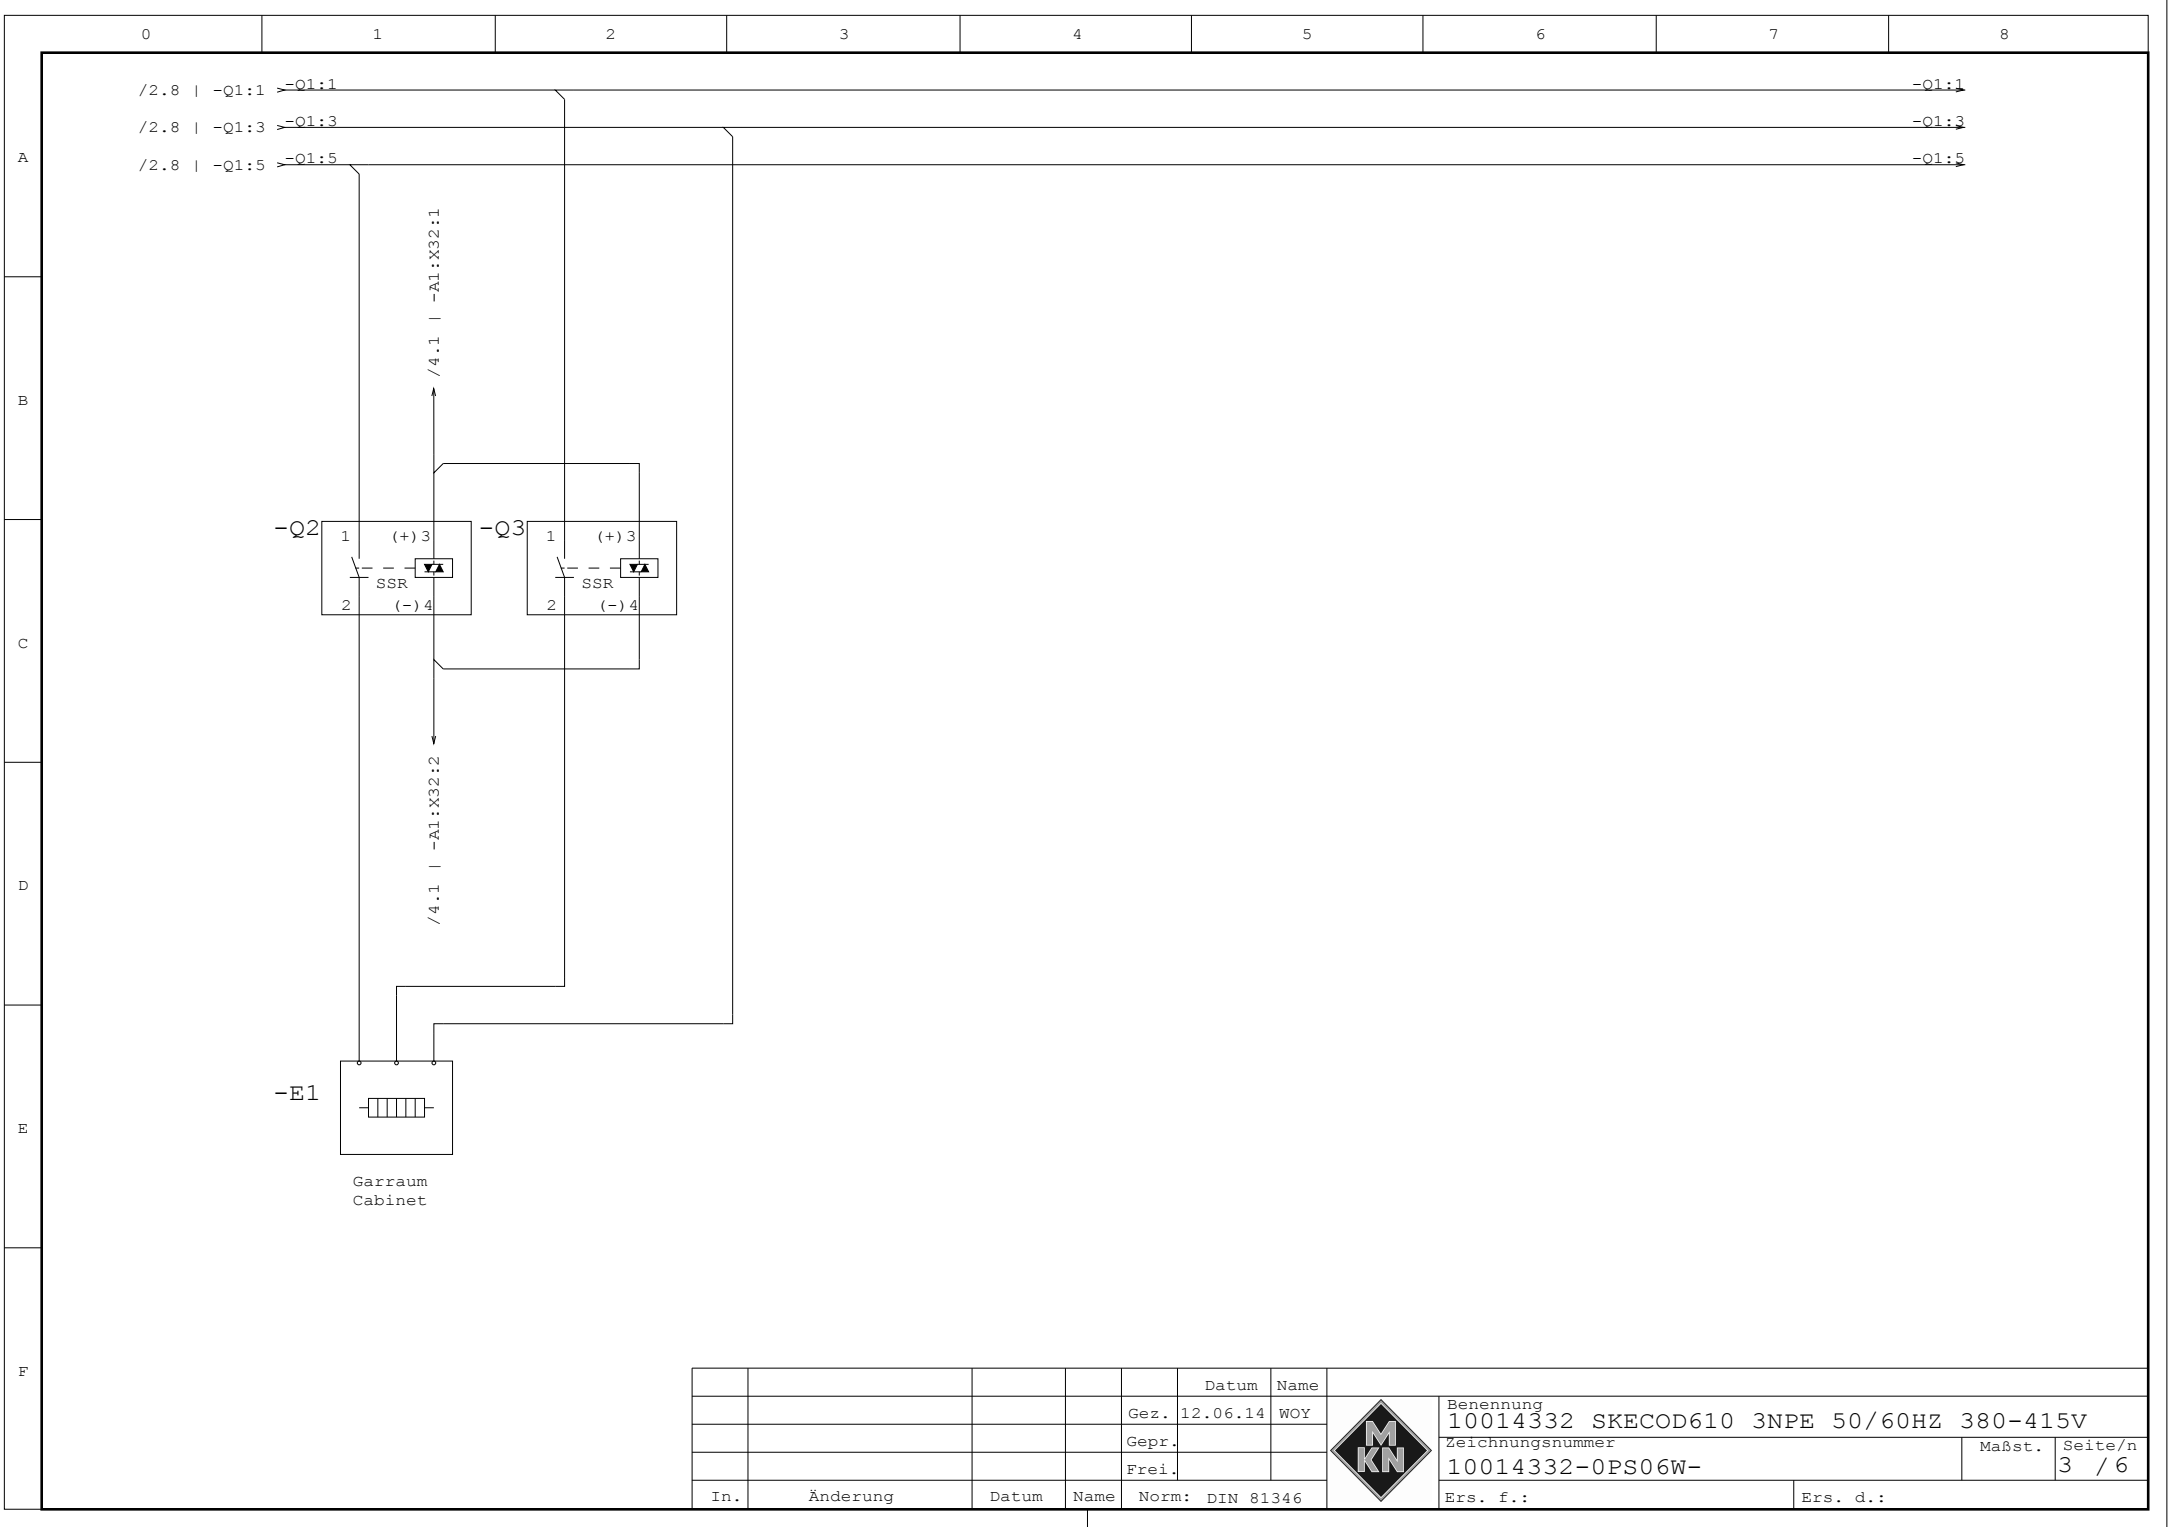 0 1 2 3 4 5 6 7 8
/2.8 | -Q1:1 -Q1:1 -Q1:1
/2.8 | -Q1:3 -Q1:3 -Q1:3
A
/2.8 | -Q1:5 -Q1:5 -Q1:5
/4.1 | -A1:X32:1
B
-Q2 1 (+)3
-Q3 1 (+)3
SSR SSR
2 (-)4 2 (-)4
C
/4.1 | -A1:X32:2
D
-E1
E
Garraum
Cabinet
F
Datum Name
Gez. 12.06.14 WOY
Gepr.
Frei.
In. Änderung Datum Name Norm: DIN 81346
MKN
Benennung
10014332 SKECOD610 3NPE 50/60HZ 380-415V
Zeichnungsnummer Maßst. Seite/n
10014332-0PS06W- 3 /6
Ers. f.: Ers. d.: